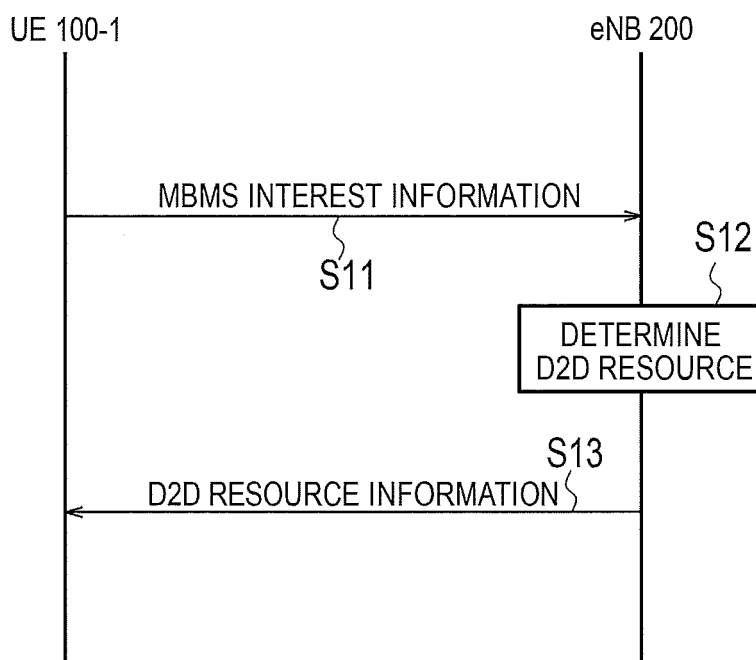 UE 100-1
eNB 200
MBMS INTEREST INFORMATION
S11
S12
DETERMINE
D2D RESOURCE
S13
D2D RESOURCE INFORMATION